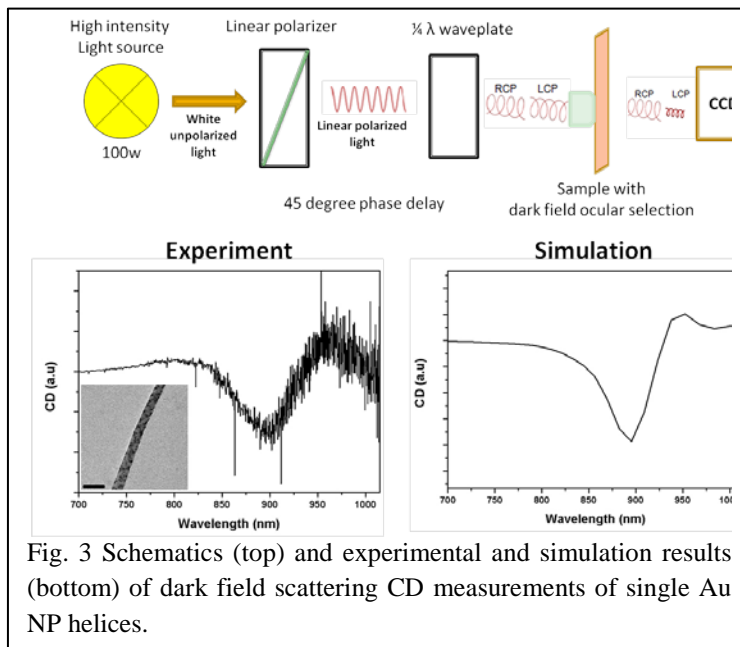 High intensity
Light source
Linear polarizer
¼ λ waveplate
White
unpolarized
light
100w
Linear polarized
light
RCP LCP
RCP LCP
CCD
45 degree phase delay
Sample with
dark field ocular selection
Experiment
CD (a.u)
700 750 800 850 900 950 1000
Wavelength (nm)
Simulation
CD (a.u)
700 750 800 850 900 950 100
Wavelength (nm)
Fig. 3 Schematics (top) and experimental and simulation results
(bottom) of dark field scattering CD measurements of single Au
NP helices.